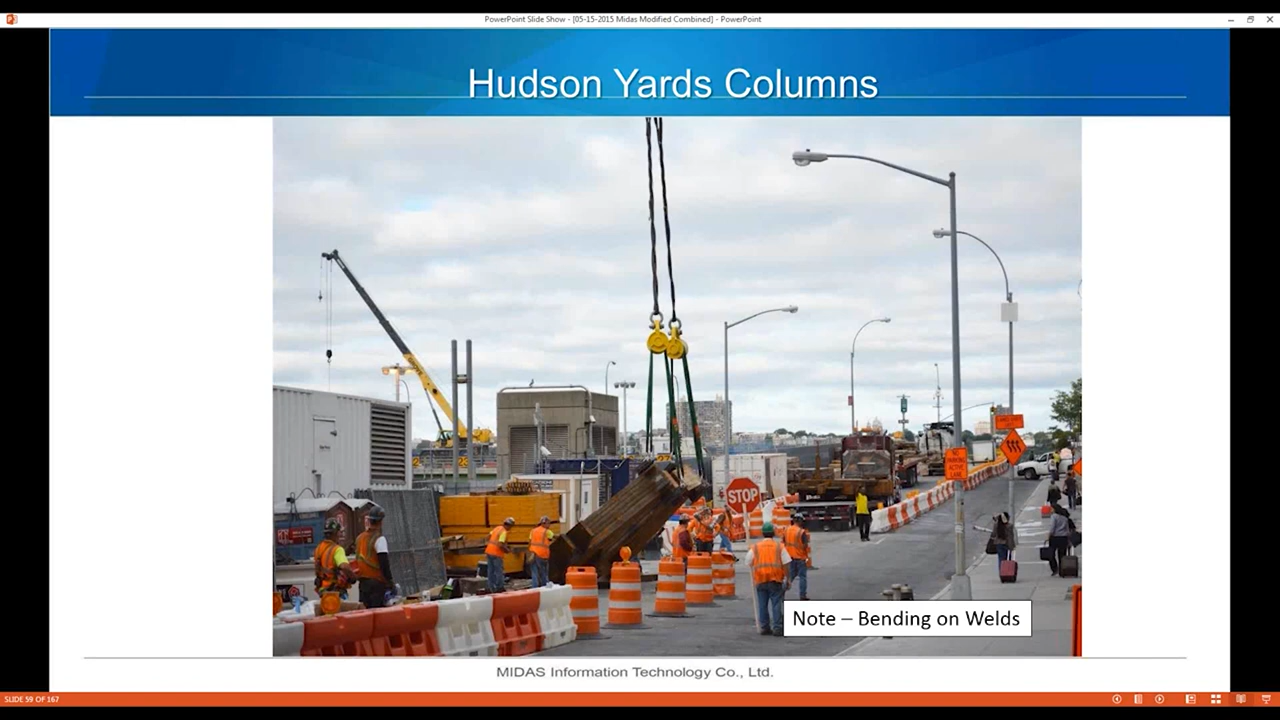 PowerPoint Slide Show - [05-15-2015 Midas Modified Combined] - PowerPoint
Hudson Yards Columns
STOP
Note – Bending on Welds
MIDAS Information Technology Co., Ltd.
SLIDE 59 OF 167